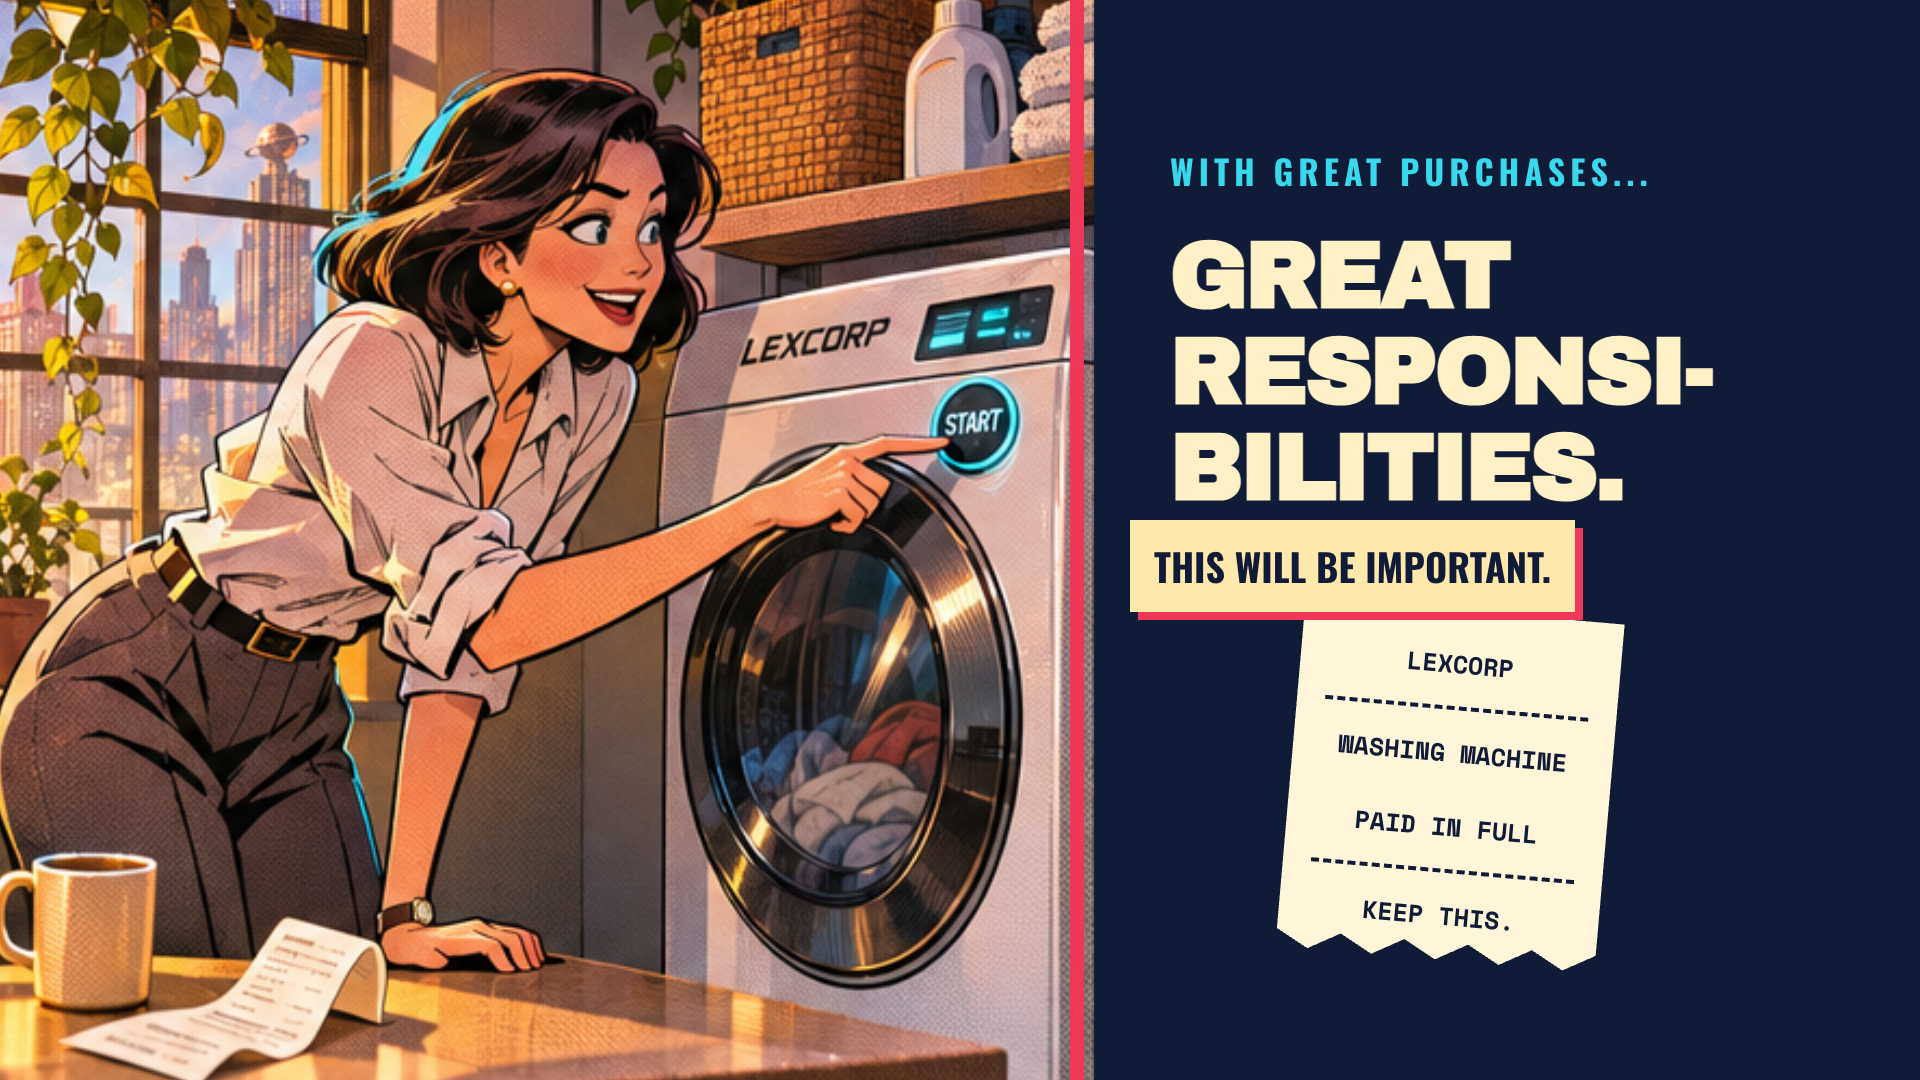 LEXCORP
START
WITH GREAT PURCHASES...
GREAT
RESPONSI-
BILITIES.
THIS WILL BE IMPORTANT.
LEXCORP
WASHING MACHINE
PAID IN FULL
KEEP THIS.